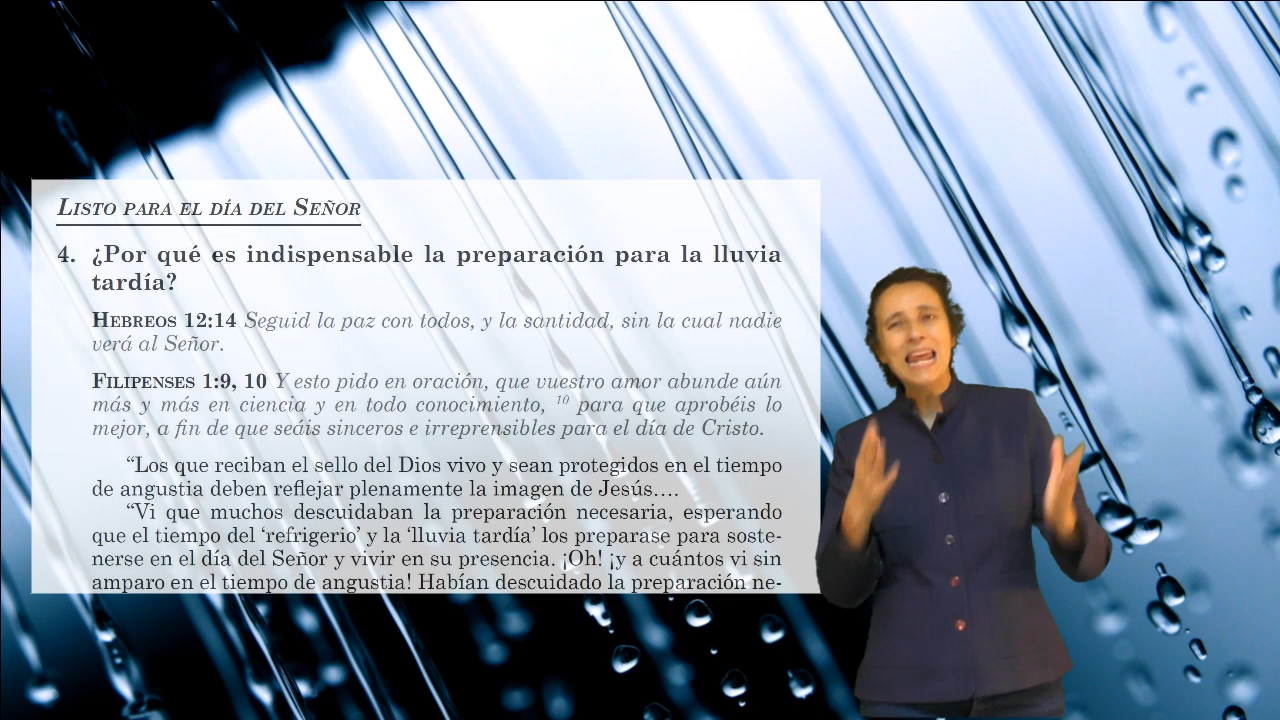 Listo para el día del Señor
4. ¿Por qué es indispensable la preparación para la lluvia
tardía?
Hebreos 12:14 Seguid la paz con todos, y la santidad, sin la cual nadie
verá al Señor.
Filipenses 1:9, 10 Y esto pido en oración, que vuestro amor abunde aún
más y más en ciencia y en todo conocimiento, 10 para que aprobéis lo
mejor, a fin de que seáis sinceros e irreprensibles para el día de Cristo.
“Los que reciban el sello del Dios vivo y sean protegidos en el tiempo
de angustia deben reflejar plenamente la imagen de Jesús….
“Vi que muchos descuidaban la preparación necesaria, esperando
que el tiempo del ‘refrigerio’ y la ‘lluvia tardía’ los preparase para soste-
nerse en el día del Señor y vivir en su presencia. ¡Oh! ¡y a cuántos vi sin
amparo en el tiempo de angustia! Habían descuidado la preparación ne-